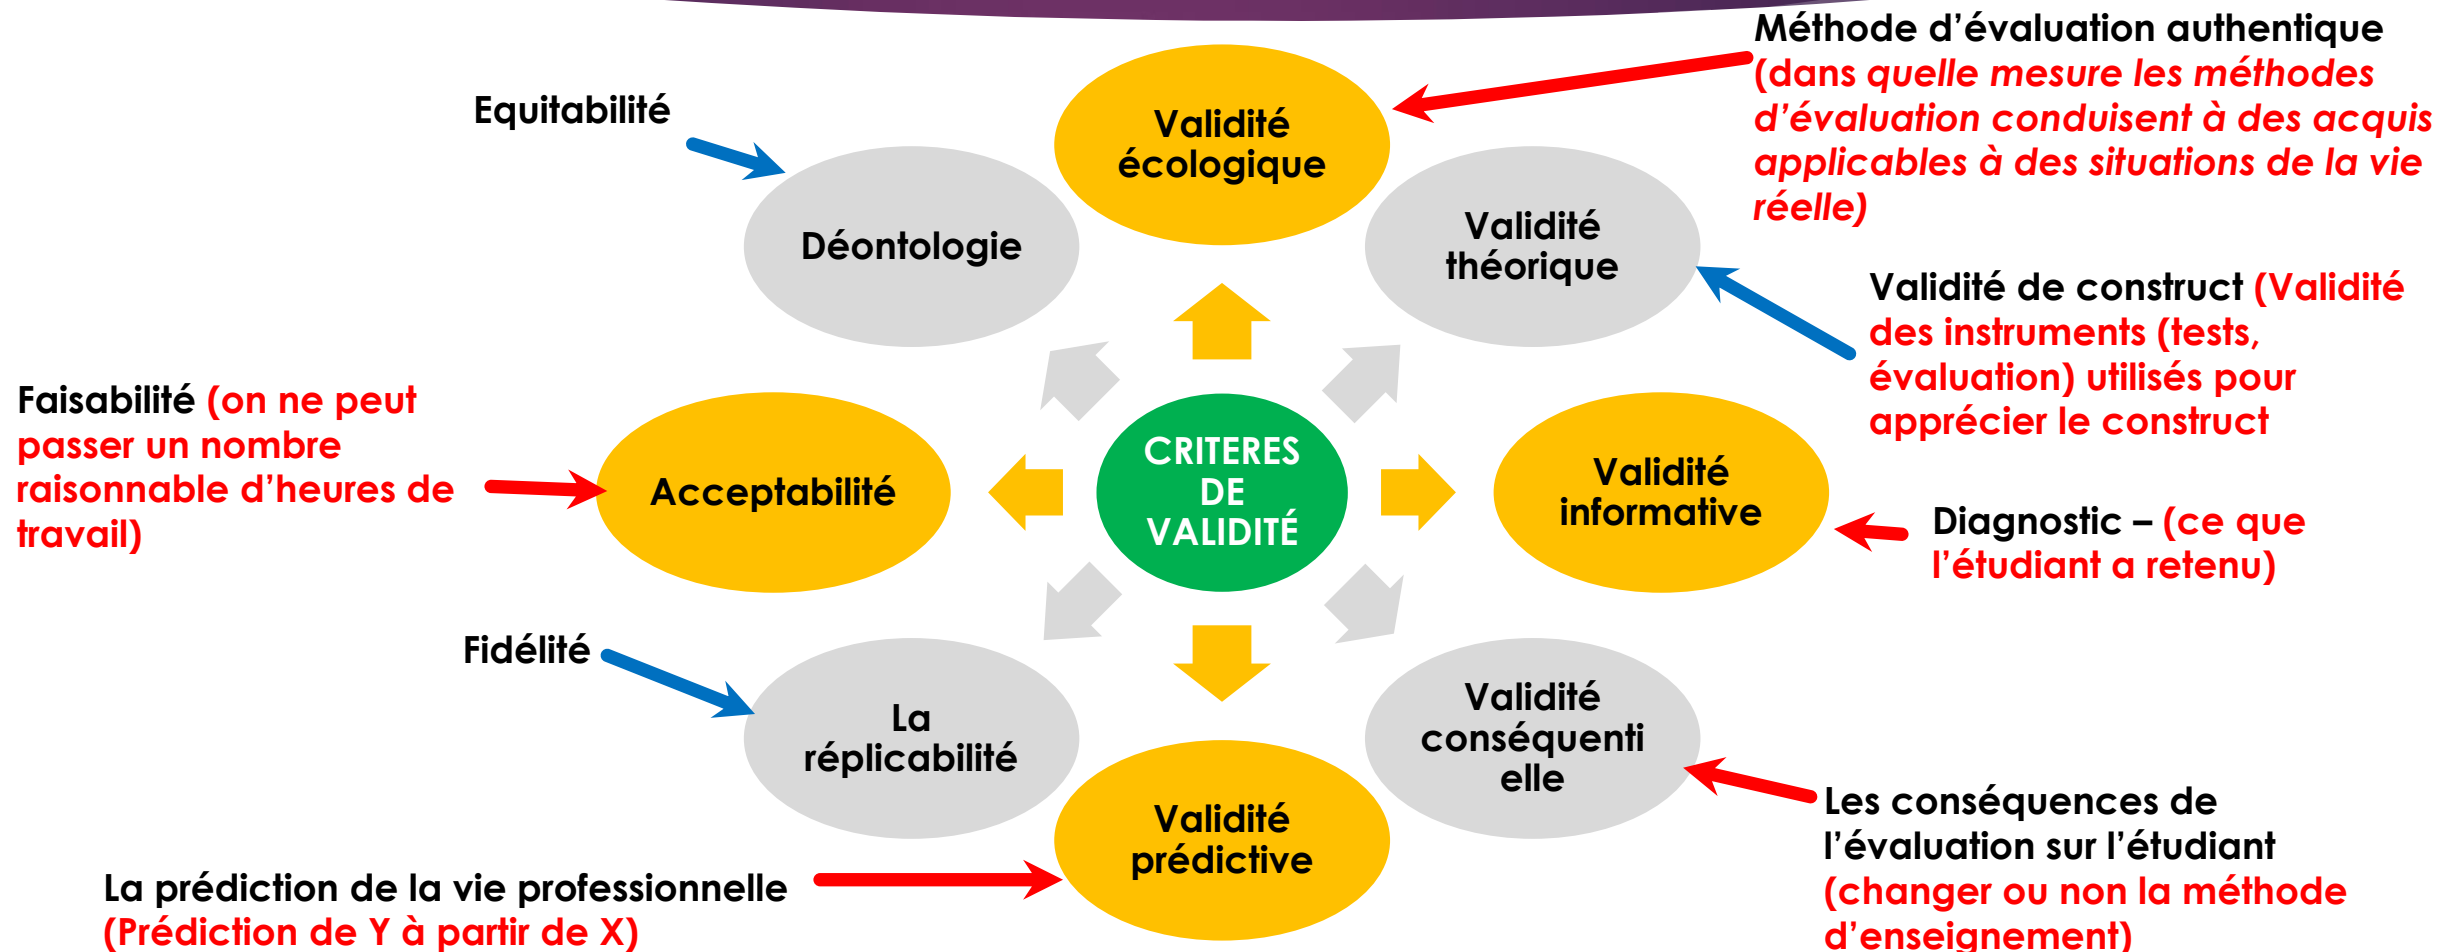 Méthode d'évaluation authentique
(dans quelle mesure les méthodes
d'évaluation conduisent à des acquis
applicables à des situations de la vie
réelle)
Equitabilité
Validité
écologique
Déontologie
Validité
théorique
Validité de construct (Validité
des instruments (tests,
évaluation) utilisés pour
apprécier le construct
Faisabilité (on ne peut
passer un nombre
raisonnable d'heures de
travail)
Acceptabilité
CRITERES
DE
VALIDITÉ
Validité
informative
Diagnostic – (ce que
l'étudiant a retenu)
Fidélité
La
réplicabilité
Validité
conséquenti
elle
Validité
prédictive
Les conséquences de
l'évaluation sur l'étudiant
(changer ou non la méthode
d'enseignement)
La prédiction de la vie professionnelle
(Prédiction de Y à partir de X)